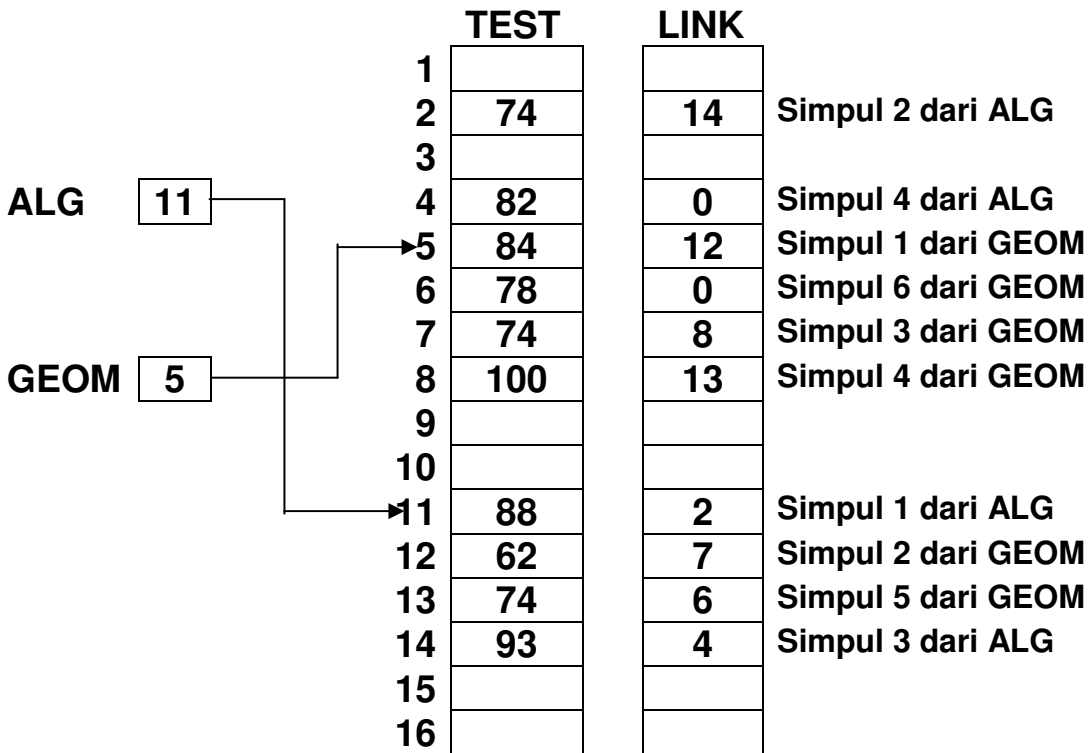 TEST LINK
1
2 74 14 Simpul 2 dari ALG
3
ALG 11 4 82 0 Simpul 4 dari ALG
5 84 12 Simpul 1 dari GEOM
6 78 0 Simpul 6 dari GEOM
7 74 8 Simpul 3 dari GEOM
GEOM 5 8 100 13 Simpul 4 dari GEOM
9
10
11 88 2 Simpul 1 dari ALG
12 62 7 Simpul 2 dari GEOM
13 74 6 Simpul 5 dari GEOM
14 93 4 Simpul 3 dari ALG
15
16